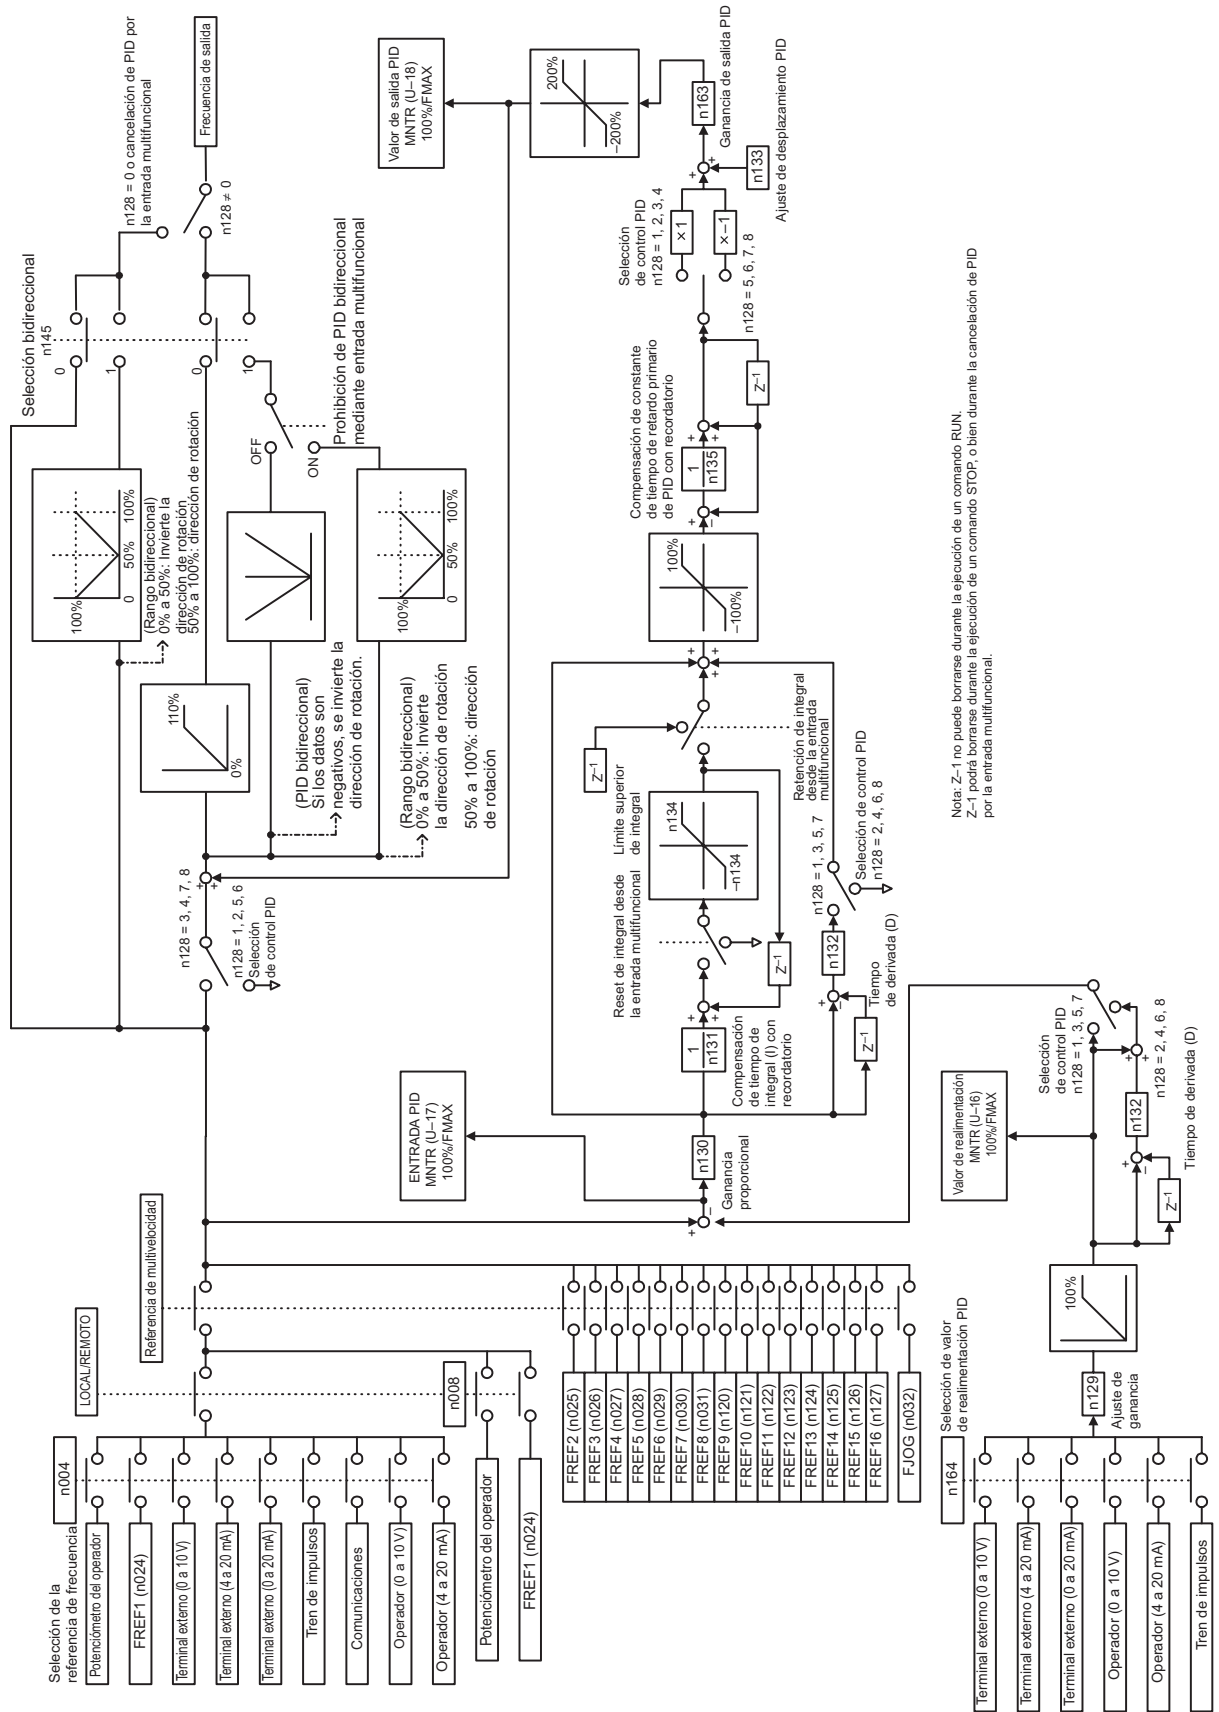 Selección de la
referencia de frecuencia
n004
Potenciómetro del operador
FREF1 (n024)
Terminal externo (0 a 10 V)
Terminal externo (4 a 20 mA)
Terminal externo (0 a 20 mA)
Tren de impulsos
Comunicaciones
Operador (0 a 10 V)
Operador (4 a 20 mA)
LOCAL/REMOTO
n008
Potenciómetro del operador
FREF1 (n024)
Referencia de multivelocidad
FREF2 (n025)
FREF3 (n026)
FREF4 (n027)
FREF5 (n028)
FREF6 (n029)
FREF7 (n030)
FREF8 (n031)
FREF9 (n120)
FREF10 (n121)
FREF11 (n122)
FREF12 (n123)
FREF13 (n124)
FREF14 (n125)
FREF15 (n126)
FREF16 (n127)
FJOG (n032)
n164
Selección de valor
de realimentación PID
Terminal externo (0 a 10 V)
Terminal externo (4 a 20 mA)
Terminal externo (0 a 20 mA)
Operador (0 a 10 V)
Operador (4 a 20 mA)
Tren de impulsos
n129
Ajuste de
ganancia
100%
Valor de realimentación
MNTR (U–16)
100%/FMAX
Z–1
+
–
n132
Tiempo de derivada (D)
+
+
Selección
de control PID
n128 = 1, 3, 5, 7
n128 = 2, 4, 6, 8
+
–
ENTRADA PID
MNTR (U–17)
100%/FMAX
n130
Ganancia
proporcional
1
n131
Compensación
de tiempo de
integral (I) con
recordatorio
+
+
Reset de integral desde
la entrada multifuncional
Z–1
Límite superior
de integral
n134
–n134
Z–1
Retención de integral
desde la entrada
multifuncional
Z–1
+
–
n132
Tiempo
de derivada (D)
n128 = 1, 3, 5, 7
Selección de control PID
n128 = 2, 4, 6, 8
+
+
+
100%
–100%
+
–
1
n135
Compensación de constante
de tiempo de retardo primario
de PID con recordatorio
+
+
Z–1
Selección
de control PID
n128 = 1, 2, 3, 4
× 1
× –1
n128 = 5, 6, 7, 8
+
+
n133
Ajuste de desplazamiento PID
n163
Ganancia de salida PID
200%
–200%
Valor de salida PID
MNTR (U–18)
100%/FMAX
n128 = 3, 4, 7, 8
n128 = 1, 2, 5, 6
Selección
de control PID
+
+
110%
0%
(PID bidireccional)
Si los datos son
negativos, se invierte la
dirección de rotación.
(Rango bidireccional)
0% a 50%: Invierte
la dirección de rotación
50% a 100%: dirección
de rotación
100%
0
50%
100%
(Rango bidireccional)
0% a 50%: Invierte la
dirección de rotación
50% a 100%: dirección de rotación
100%
0
50%
100%
OFF
ON
Prohibición de PID bidireccional
mediante entrada multifuncional
Selección bidireccional
n145
0
1
0
1
n128 = 0 o cancelación de PID por
la entrada multifuncional
n128 ≠ 0
Frecuencia de salida
Nota: Z–1 no puede borrarse durante la ejecución de un comando RUN.
Z–1 podrá borrarse durante la ejecución de un comando STOP, o bien durante la cancelación de PID
por la entrada multifuncional.